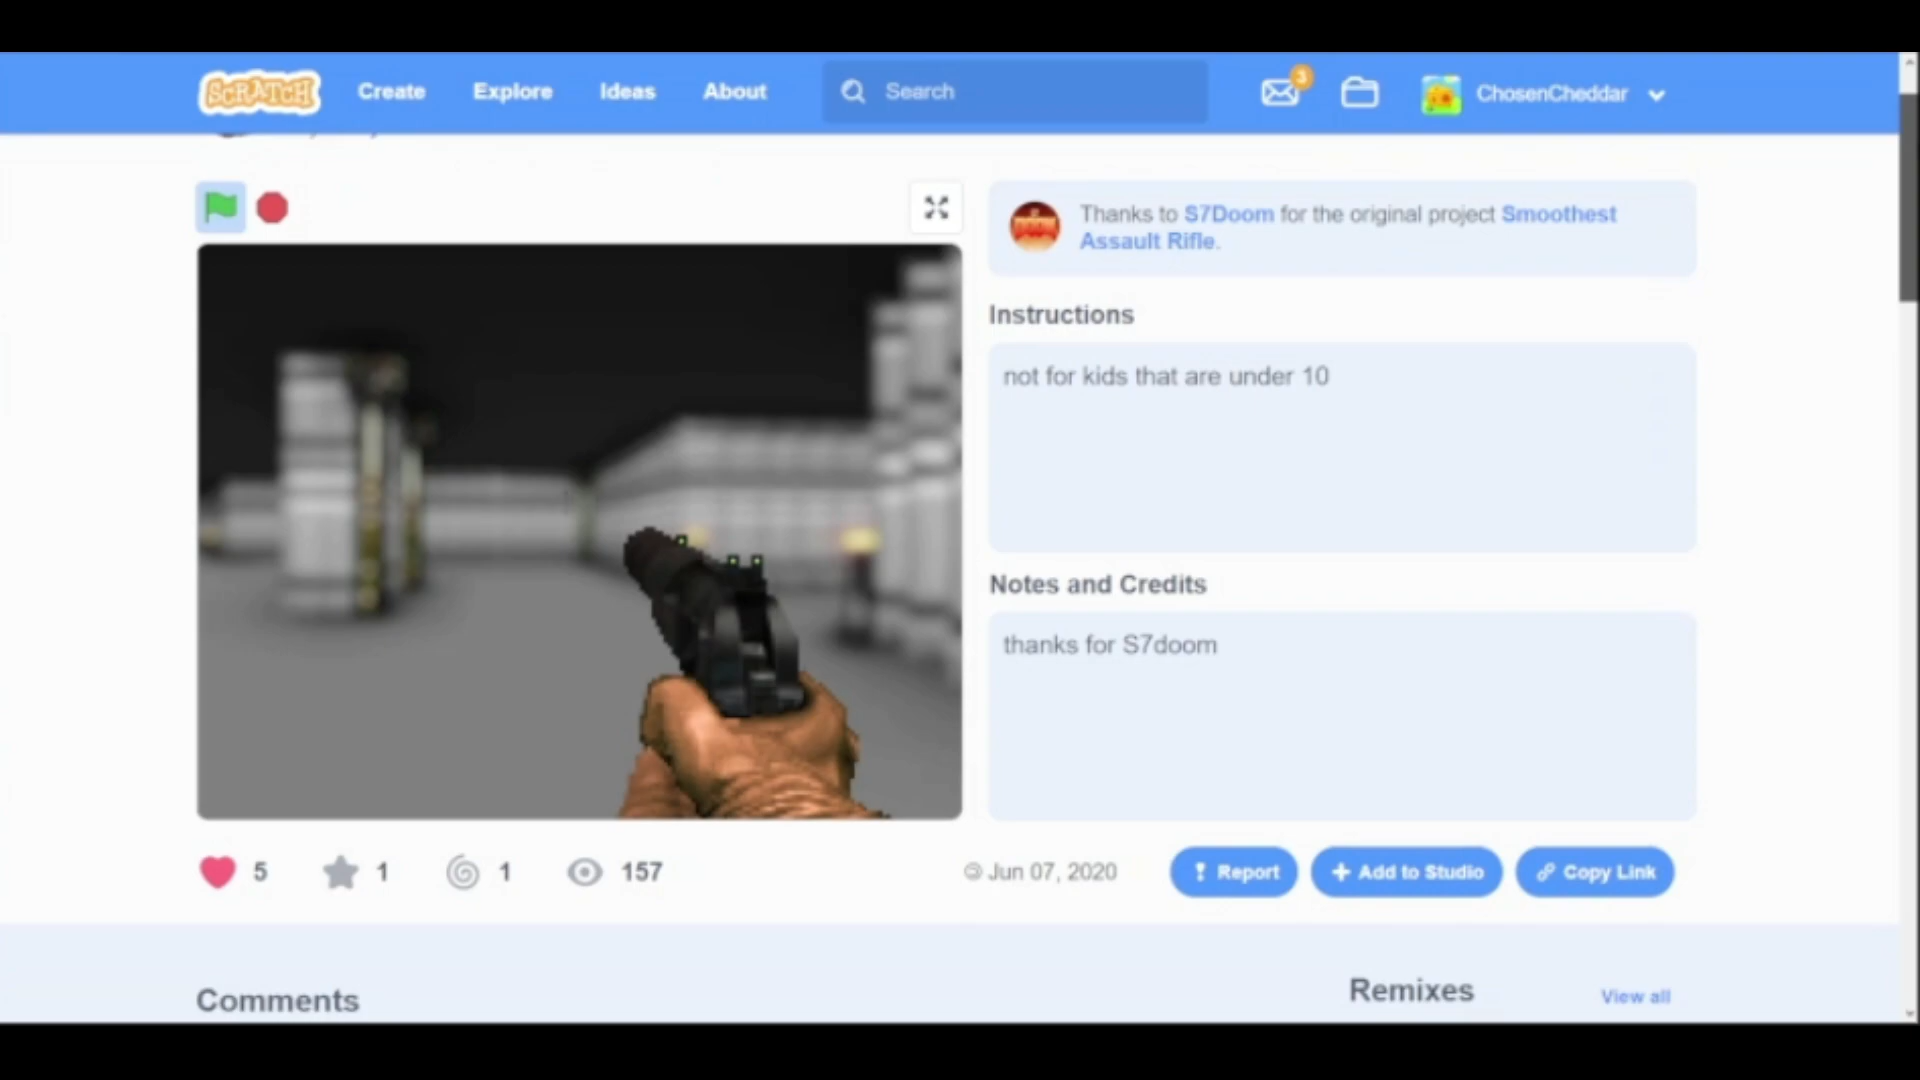 SCRATCH Create Explore Ideas About Search 3 ChosenCheddar
Thanks to S7Doom for the original project Smoothest
Assault Rifle.
Instructions
not for kids that are under 10
Notes and Credits
thanks for S7doom
5 1 1 157 © Jun 07, 2020 Report Add to Studio Copy Link
Comments
Remixes View all